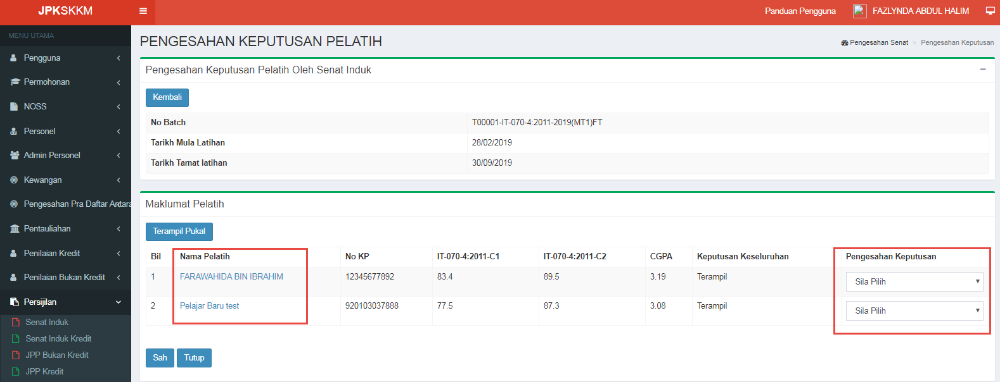 JPKSKKM
Panduan Pengguna
FAZLYNDA ABDUL HALIM
MENU UTAMA
Pengguna
Permohonan
NOSS
Personel
Admin Personel
Kewangan
Pengesahan Pra Daftar Antara
Pentauliahan
Penilaian Kredit
Penilaian Bukan Kredit
Persijilan
Senat Induk
Senat Induk Kredit
JPP Bukan Kredit
JPP Kredit
PENGESAHAN KEPUTUSAN PELATIH
Pengesahan Senat > Pengesahan Keputusan
Pengesahan Keputusan Pelatih Oleh Senat Induk
Kembali
No Batch T00001-IT-070-4:2011-2019(MT1)FT
Tarikh Mula Latihan 28/02/2019
Tarikh Tamat latihan 30/09/2019
Maklumat Pelatih
Terampil Pukal
Bil Nama Pelatih No KP IT-070-4:2011-C1 IT-070-4:2011-C2 CGPA Keputusan Keseluruhan Pengesahan Keputusan
1 FARAWAHIDA BIN IBRAHIM 12345677892 83.4 89.5 3.19 Terampil Sila Pilih
2 Pelajar Baru test 920103037888 77.5 87.3 3.08 Terampil Sila Pilih
Sah Tutup